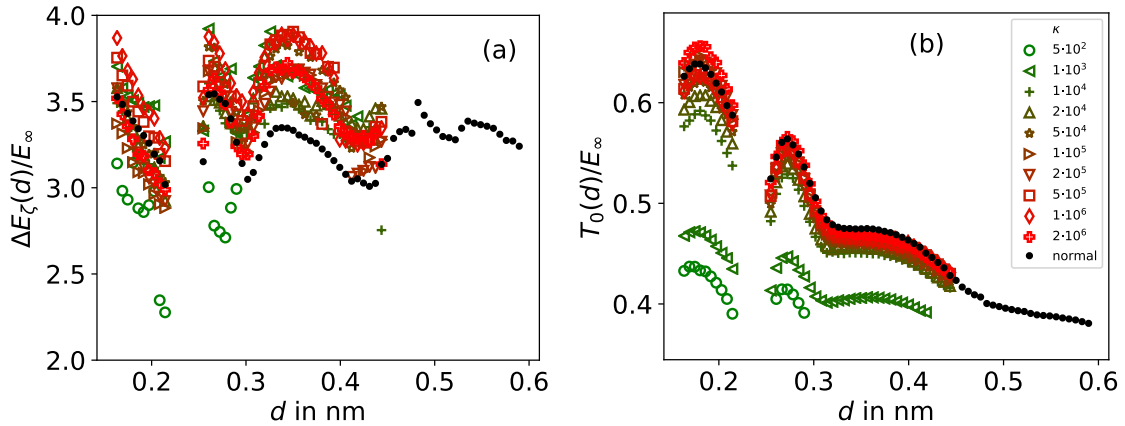 4.0
3.5
3.0
2.5
2.0
ΔE_ζ(d)/E_∞
(a)
0.2 0.3 0.4 0.5 0.6
d in nm
0.6
0.5
0.4
T_0(d)/E_∞
(b)
κ
5·10²
1·10³
1·10⁴
2·10⁴
5·10⁴
1·10⁵
2·10⁵
5·10⁵
1·10⁶
2·10⁶
normal
0.2 0.3 0.4 0.5 0.6
d in nm